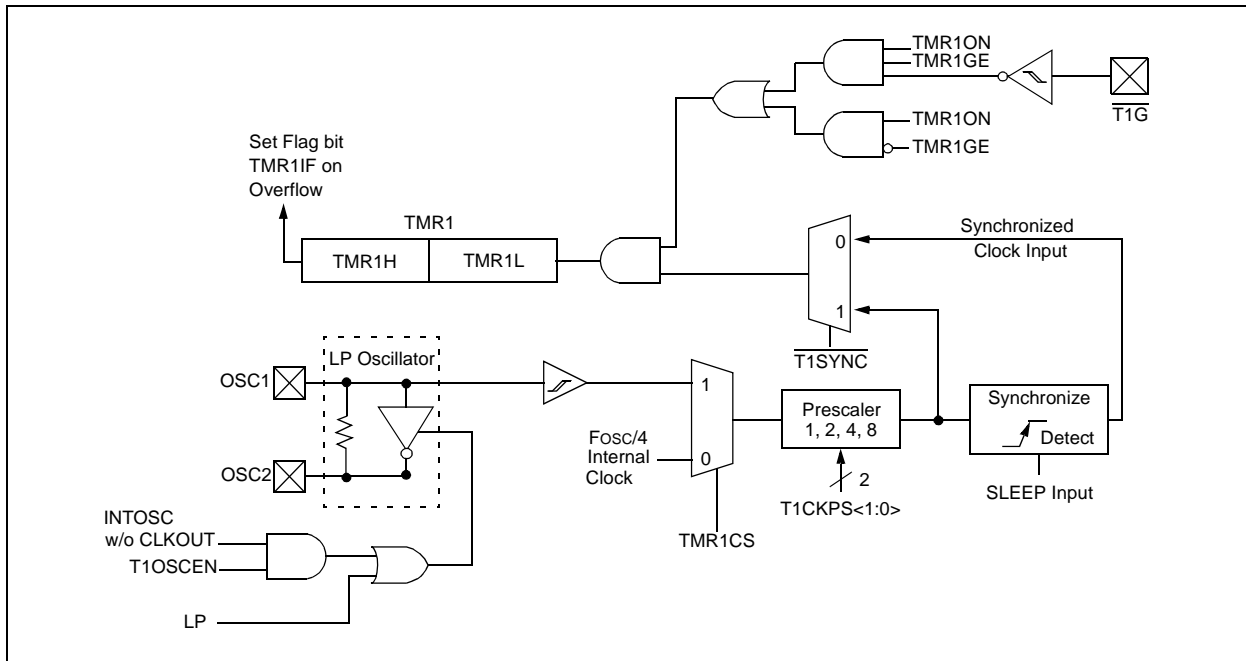 TMR1ON
TMR1GE
T1G
TMR1ON
TMR1GE
Set Flag bit
TMR1IF on
Overflow
TMR1
TMR1H
TMR1L
0
1
Synchronized
Clock Input
T1SYNC
LP Oscillator
OSC1
OSC2
1
0
FOSC/4
Internal
Clock
TMR1CS
Prescaler
1, 2, 4, 8
2
T1CKPS<1:0>
Synchronize
Detect
SLEEP Input
INTOSC
w/o CLKOUT
T1OSCEN
LP